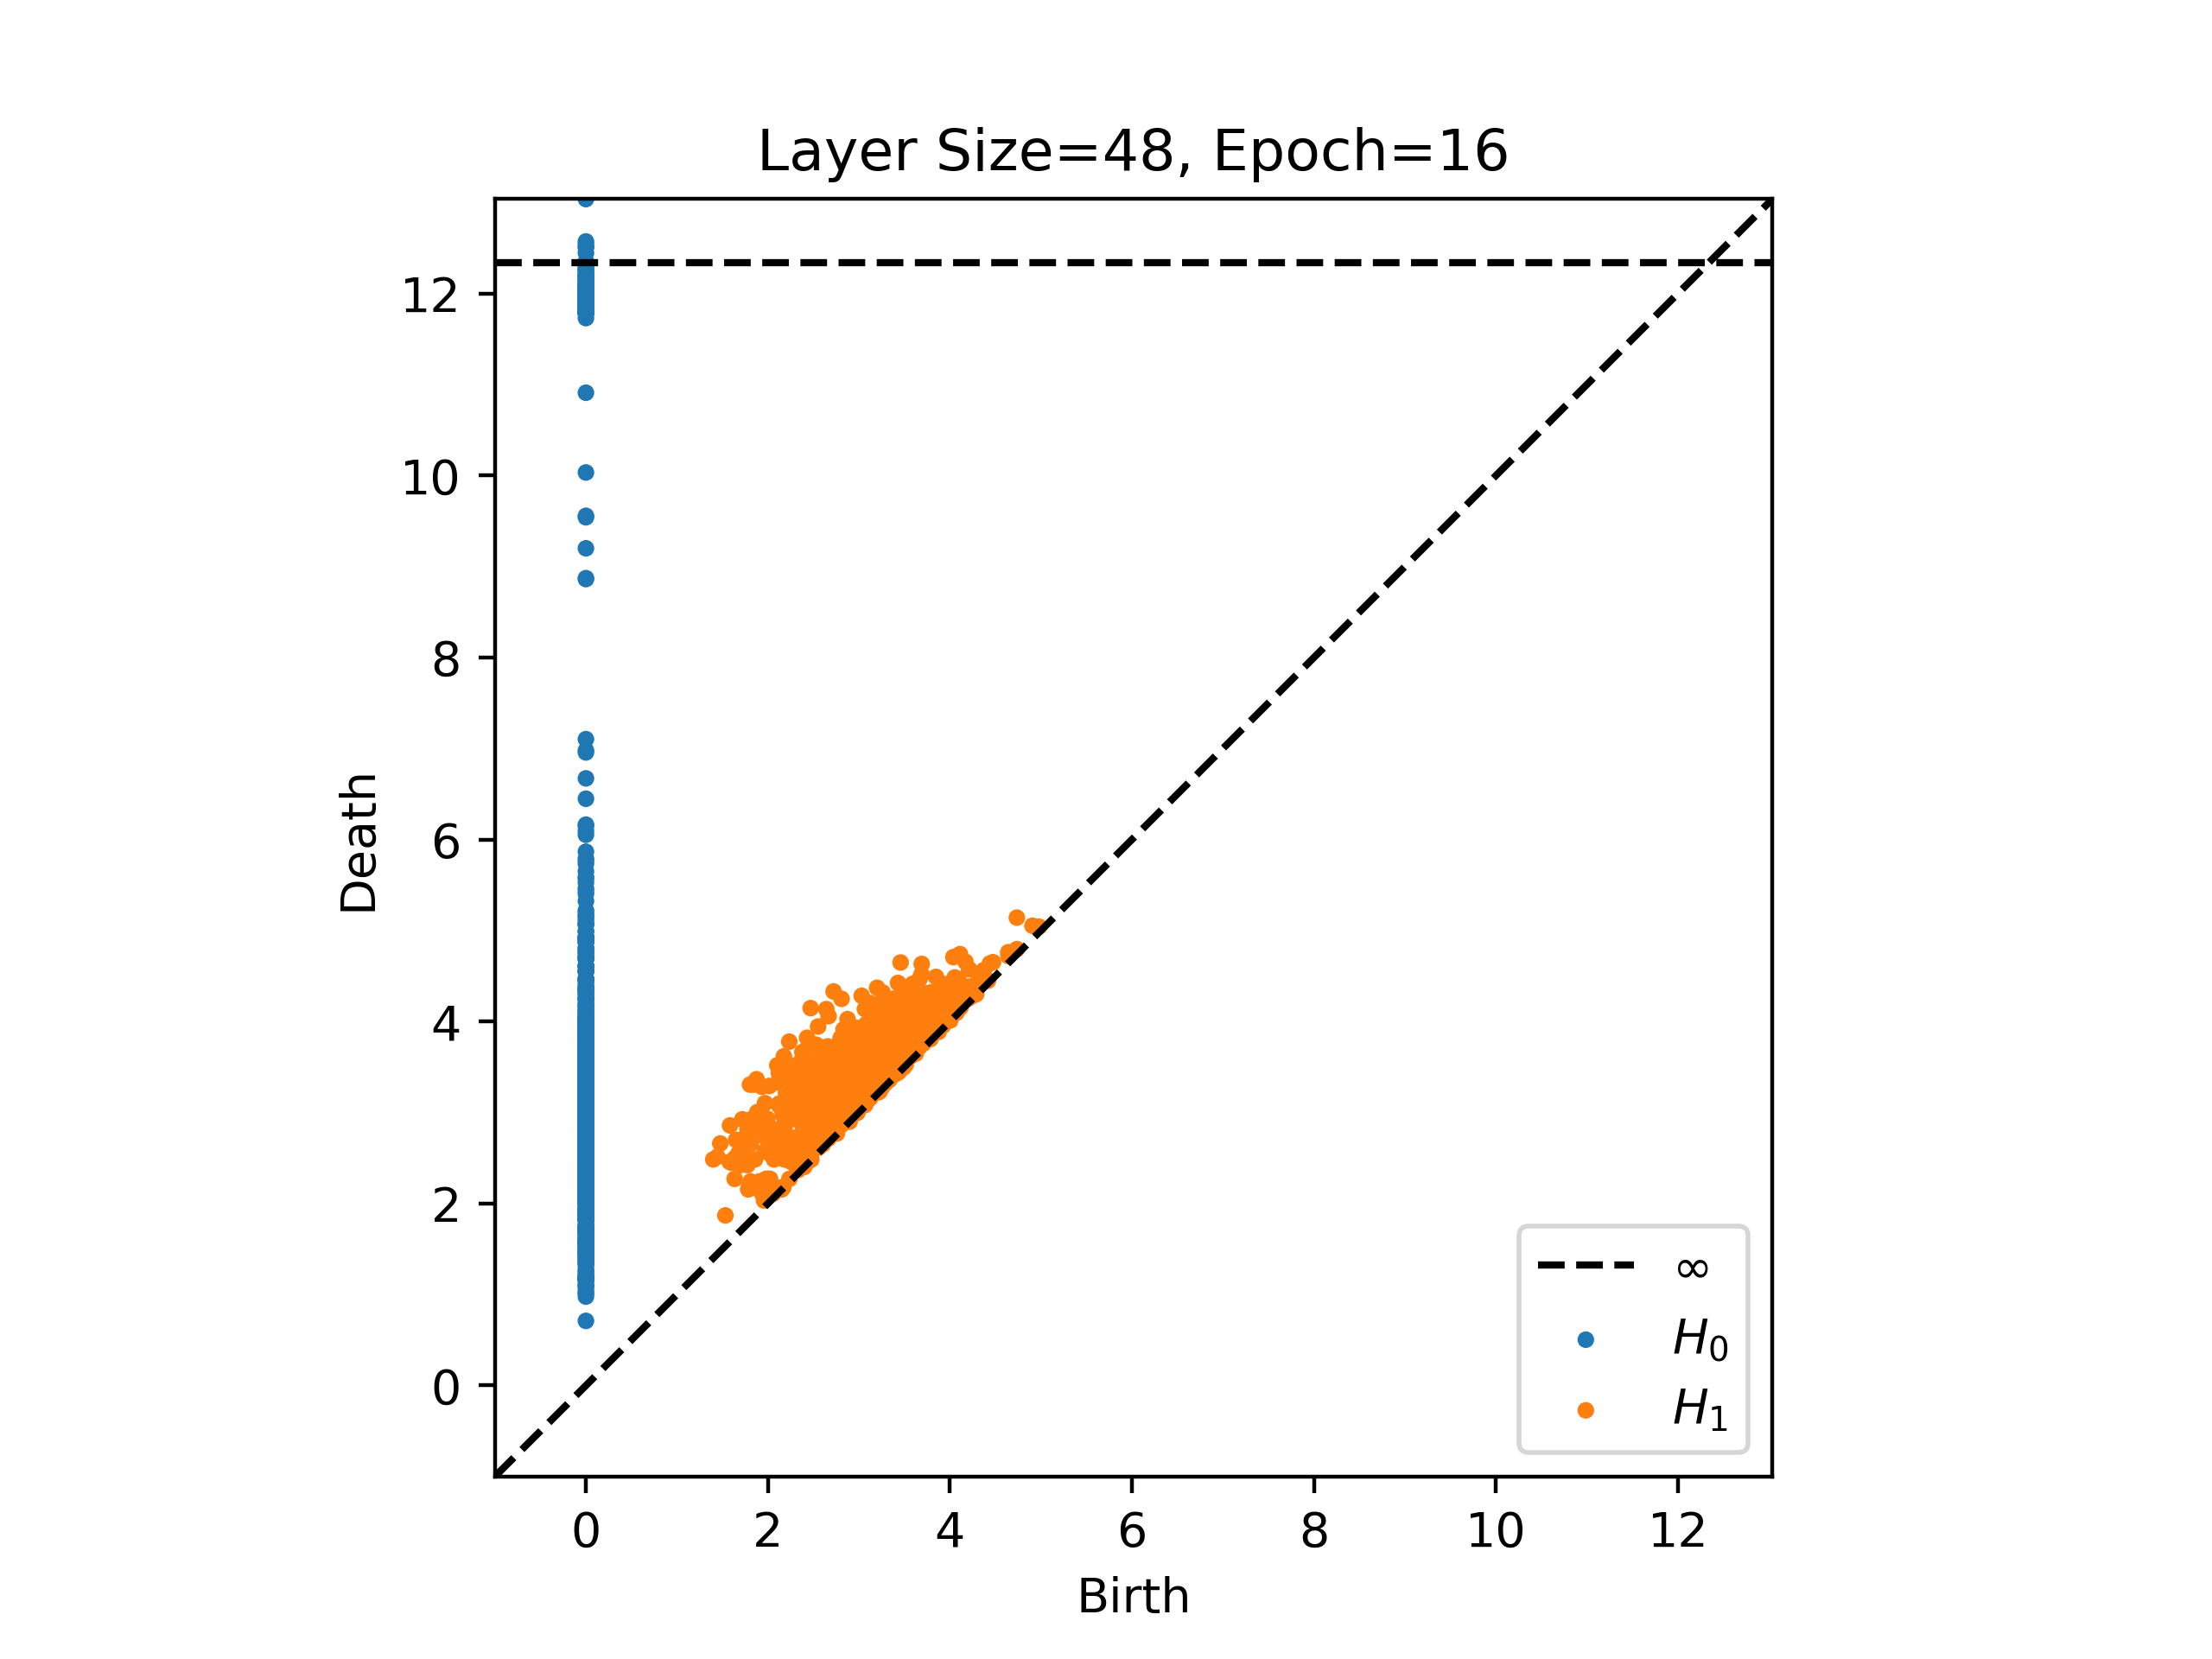 Layer Size=48, Epoch=16
12
10
8
6
4
2
0
Death
0 2 4 6 8 10 12
Birth
∞
H₀
H₁